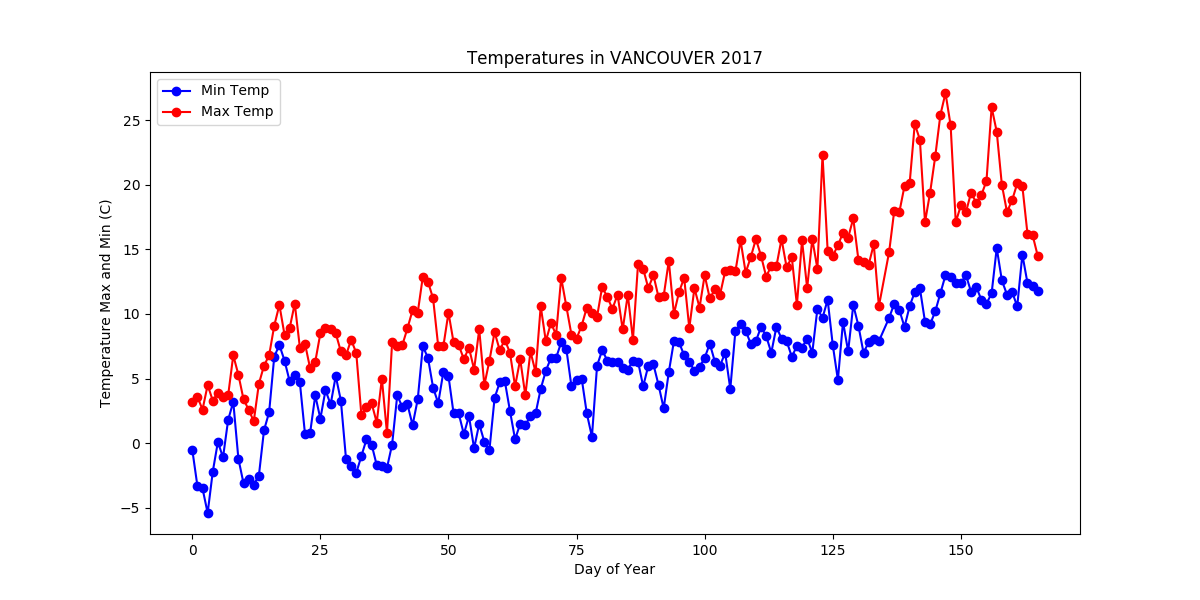 Temperatures in VANCOUVER 2017
Min Temp
Max Temp
Temperature Max and Min (C)
25
20
15
10
5
0
−5
0 25 50 75 100 125 150
Day of Year